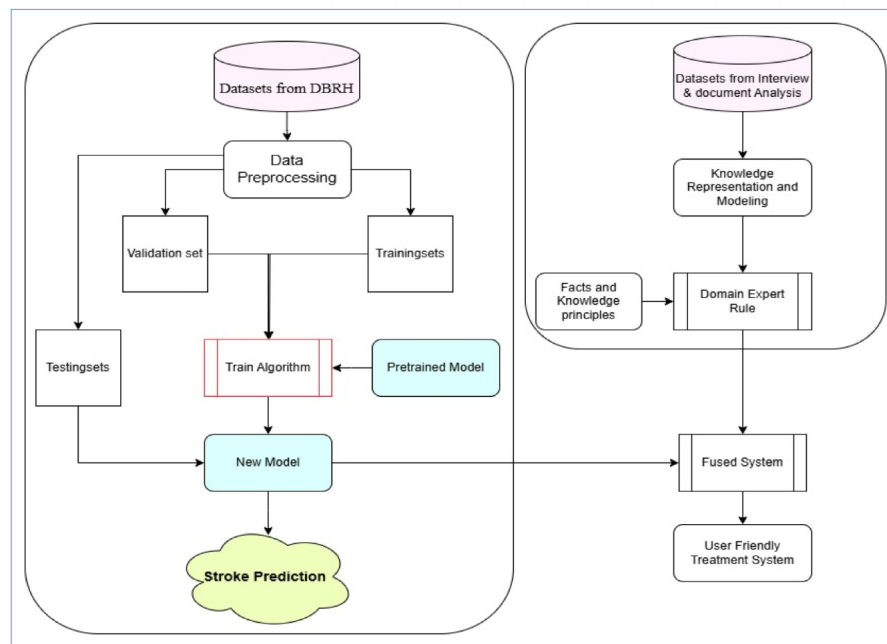 Datasets from DBRH
Data
Preprocessing
Validation set
Trainingsets
Testingsets
Train Algorithm
Pretrained Model
New Model
Stroke Prediction
Datasets from Interview
& document Analysis
Knowledge
Representation and
Modeling
Facts and
Knowledge
principles
Domain Expert
Rule
Fused System
User Friendly
Treatment System